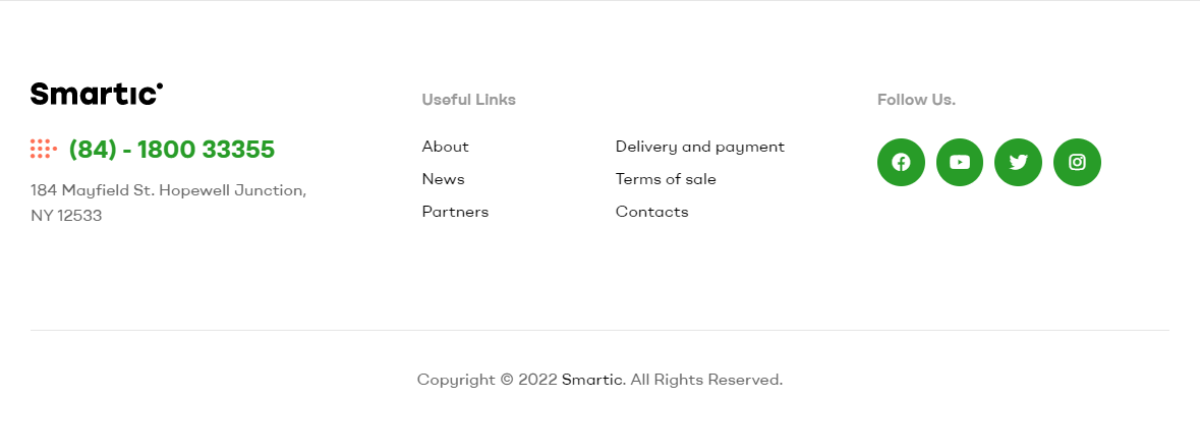 Smartic
(84) - 1800 33355
184 Mayfield St. Hopewell Junction,
NY 12533
Useful Links
About
News
Partners
Delivery and payment
Terms of sale
Contacts
Follow Us.
Copyright © 2022 Smartic. All Rights Reserved.